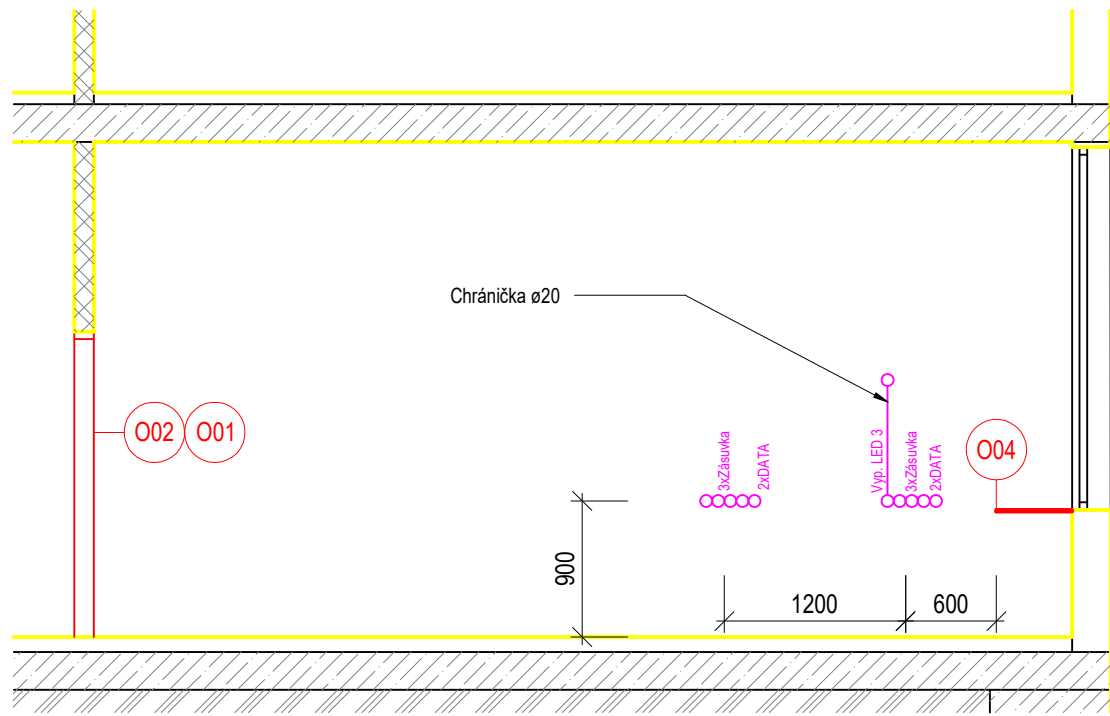 Chránička ø20
O02
O01
3xZásuvka
2xDATA
Vyp. LED 3
3xZásuvka
2xDATA
O04
900
1200
600